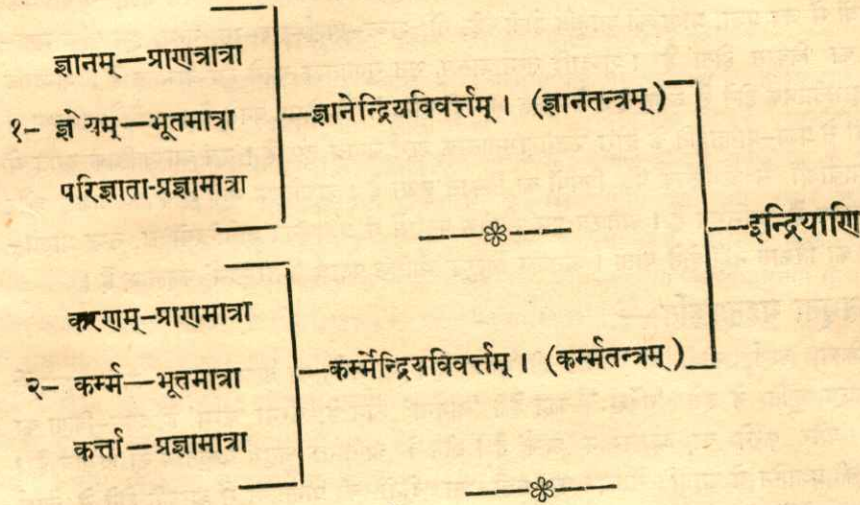 ज्ञानम्—प्राणत्रात्रा
१- ज्ञेयम्—भूतमात्रा
परिज्ञाता-प्रज्ञामात्रा
—ज्ञानेन्द्रियविवर्त्तम् । (ज्ञानतन्त्रम्)
—इन्द्रियाणि
करणम्-प्राणमात्रा
२- कर्म्म—भूतमात्रा
कर्त्ता—प्रज्ञामात्रा
—कर्म्मेन्द्रियविवर्त्तम् । (कर्म्मतन्त्रम्)